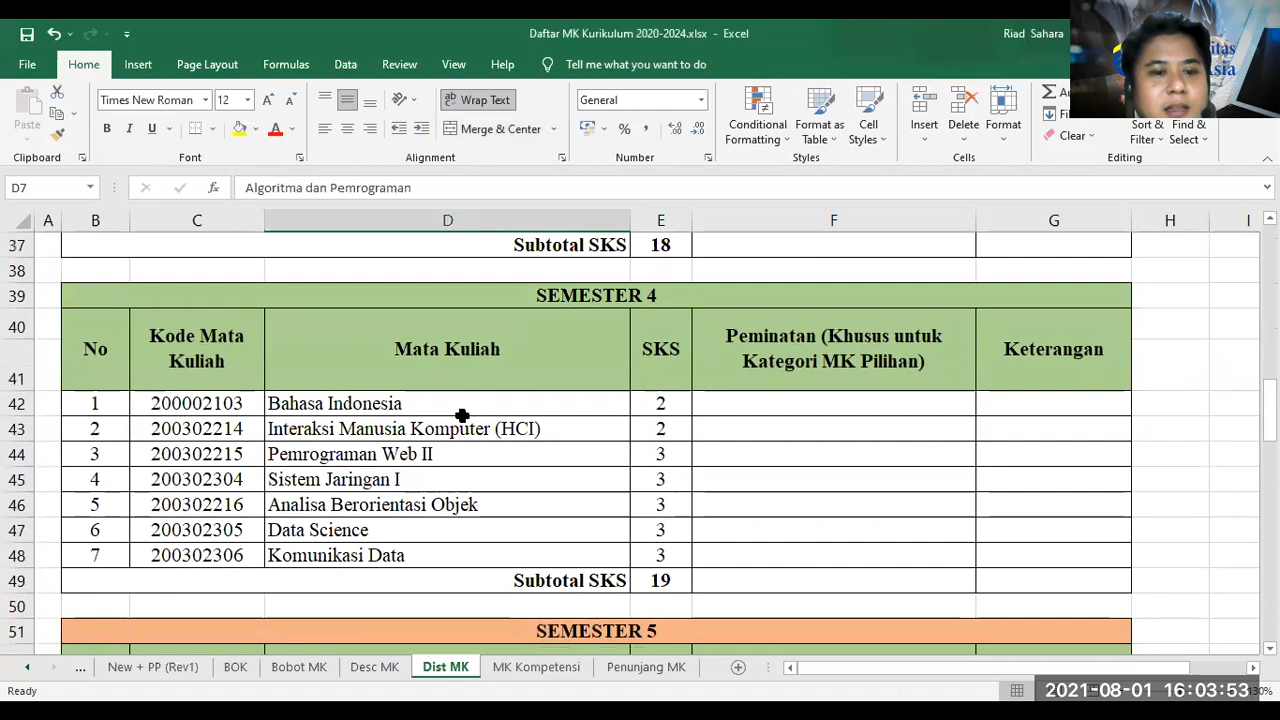 Daftar MK Kurikulum 2020-2024.xlsx - Excel
Riad Sahara
File Home Insert Page Layout Formulas Data Review View Help Tell me what you want to do
Paste
Clipboard
Times New Roman 12
B I U
Font
Wrap Text
Merge & Center
Alignment
General
Number
Conditional Formatting
Format as Table
Cell Styles
Styles
Insert
Delete
Format
Cells
Clear
Sort & Filter
Find & Select
Editing
D7
fx
Algoritma dan Pemrograman
A B C D E F G H I
37 Subtotal SKS 18
38
39 SEMESTER 4
40
41
No Kode Mata Kuliah Mata Kuliah SKS Peminatan (Khusus untuk Kategori MK Pilihan) Keterangan
42 1 200002103 Bahasa Indonesia 2
43 2 200302214 Interaksi Manusia Komputer (HCI) 2
44 3 200302215 Pemrograman Web II 3
45 4 200302304 Sistem Jaringan I 3
46 5 200302216 Analisa Berorientasi Objek 3
47 6 200302305 Data Science 3
48 7 200302306 Komunikasi Data 3
49 Subtotal SKS 19
50
51 SEMESTER 5
... New + PP (Rev1) BOK Bobot MK Desc MK Dist MK MK Kompetensi Penunjang MK
Ready
2021-08-01 16:03:53